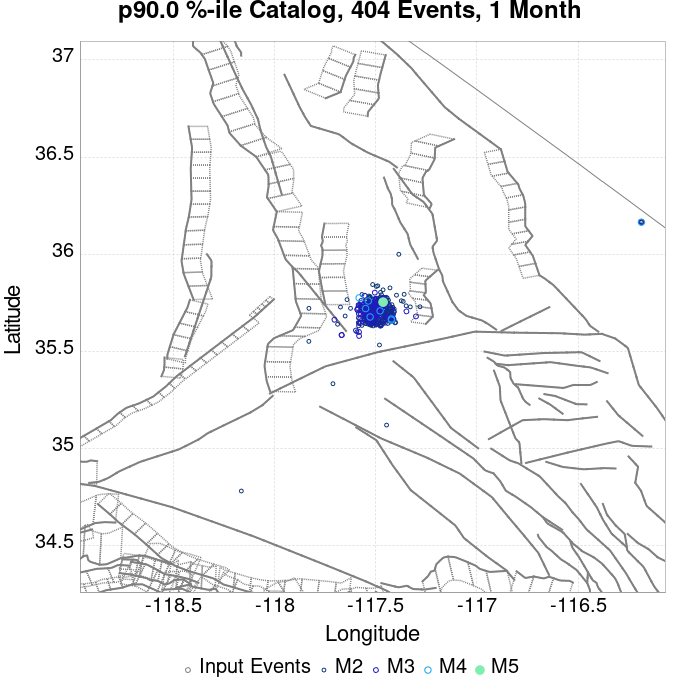 p90.0 %-ile Catalog, 404 Events, 1 Month
37
36.5
36
35.5
35
34.5
Latitude
-118.5 -118 -117.5 -117 -116.5
Longitude
Input Events M2 M3 M4 M5